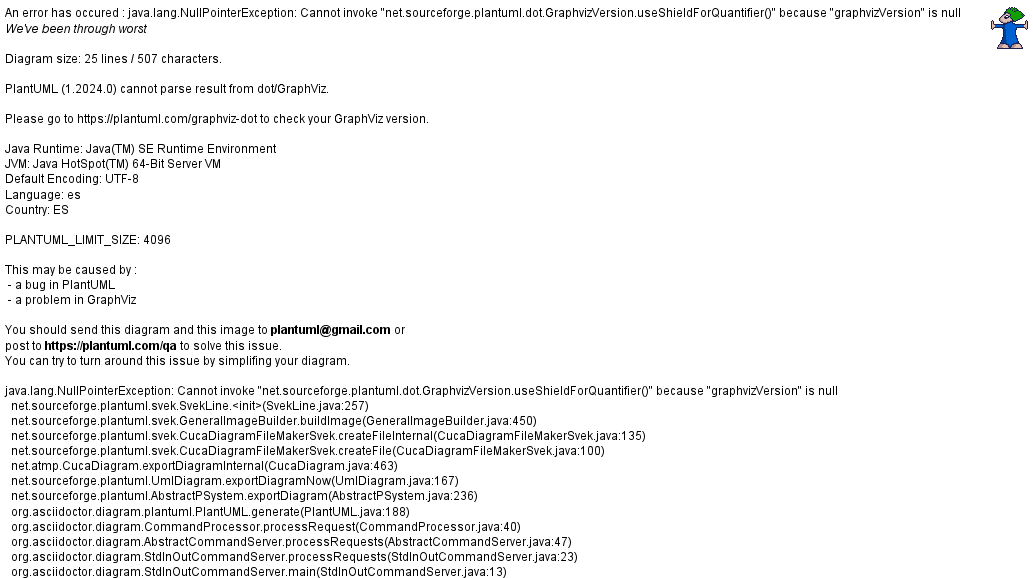 An error has occured : java.lang.NullPointerException: Cannot invoke "net.sourceforge.plantuml.dot.GraphvizVersion.useShieldForQuantifier()" because "graphvizVersion" is null
We've been through worst
Diagram size: 25 lines / 507 characters.
PlantUML (1.2024.0) cannot parse result from dot/GraphViz.
Please go to https://plantuml.com/graphviz-dot to check your GraphViz version.
Java Runtime: Java(TM) SE Runtime Environment
JVM: Java HotSpot(TM) 64-Bit Server VM
Default Encoding: UTF-8
Language: es
Country: ES
PLANTUML_LIMIT_SIZE: 4096
This may be caused by :
- a bug in PlantUML
- a problem in GraphViz
You should send this diagram and this image to plantuml@gmail.com or
post to https://plantuml.com/qa to solve this issue.
You can try to turn around this issue by simplifing your diagram.
java.lang.NullPointerException: Cannot invoke "net.sourceforge.plantuml.dot.GraphvizVersion.useShieldForQuantifier()" because "graphvizVersion" is null
net.sourceforge.plantuml.svek.SvekLine.<init>(SvekLine.java:257)
net.sourceforge.plantuml.svek.GeneralImageBuilder.buildImage(GeneralImageBuilder.java:450)
net.sourceforge.plantuml.svek.CucaDiagramFileMakerSvek.createFileInternal(CucaDiagramFileMakerSvek.java:135)
net.sourceforge.plantuml.svek.CucaDiagramFileMakerSvek.createFile(CucaDiagramFileMakerSvek.java:100)
net.atmp.CucaDiagram.exportDiagramInternal(CucaDiagram.java:463)
net.sourceforge.plantuml.UmlDiagram.exportDiagramNow(UmlDiagram.java:167)
net.sourceforge.plantuml.AbstractPSystem.exportDiagram(AbstractPSystem.java:236)
org.asciidoctor.diagram.plantuml.PlantUML.generate(PlantUML.java:188)
org.asciidoctor.diagram.CommandProcessor.processRequest(CommandProcessor.java:40)
org.asciidoctor.diagram.AbstractCommandServer.processRequests(AbstractCommandServer.java:47)
org.asciidoctor.diagram.StdInOutCommandServer.processRequests(StdInOutCommandServer.java:23)
org.asciidoctor.diagram.StdInOutCommandServer.main(StdInOutCommandServer.java:13)